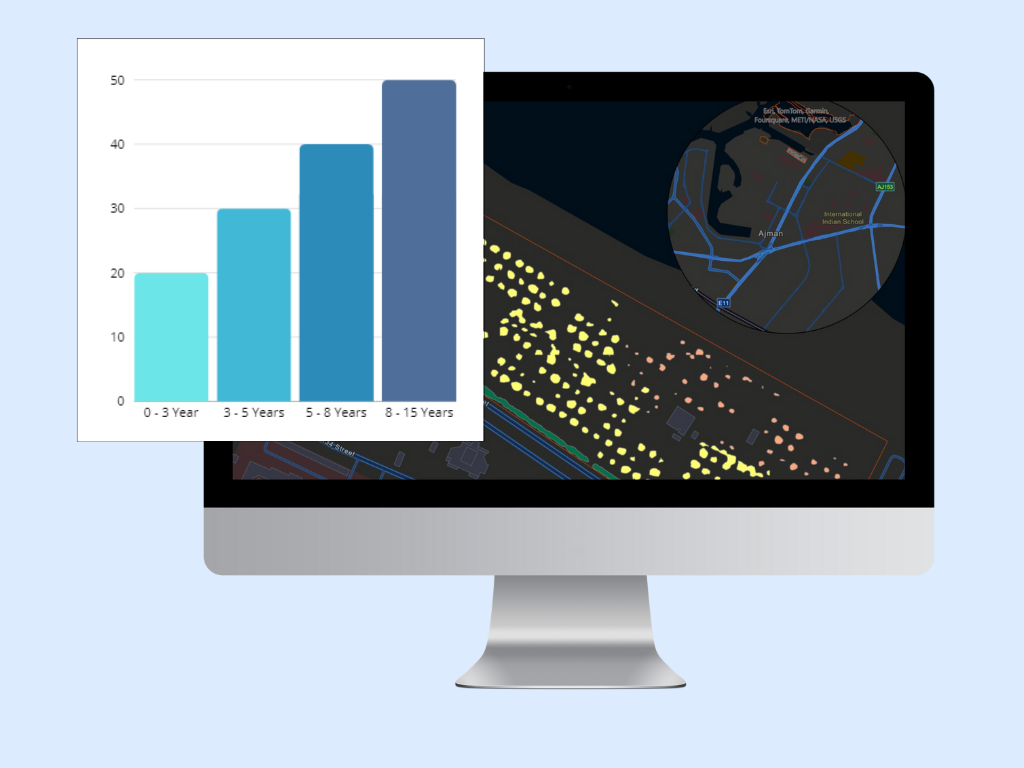 50
40
30
20
10
0
0 - 3 Year
3 - 5 Years
5 - 8 Years
8 - 15 Years
Esri, TomTom, Garmin,
Foursquare, METI/NASA, USGS
AJ103
International
Indian School
Ajman
E11
Street